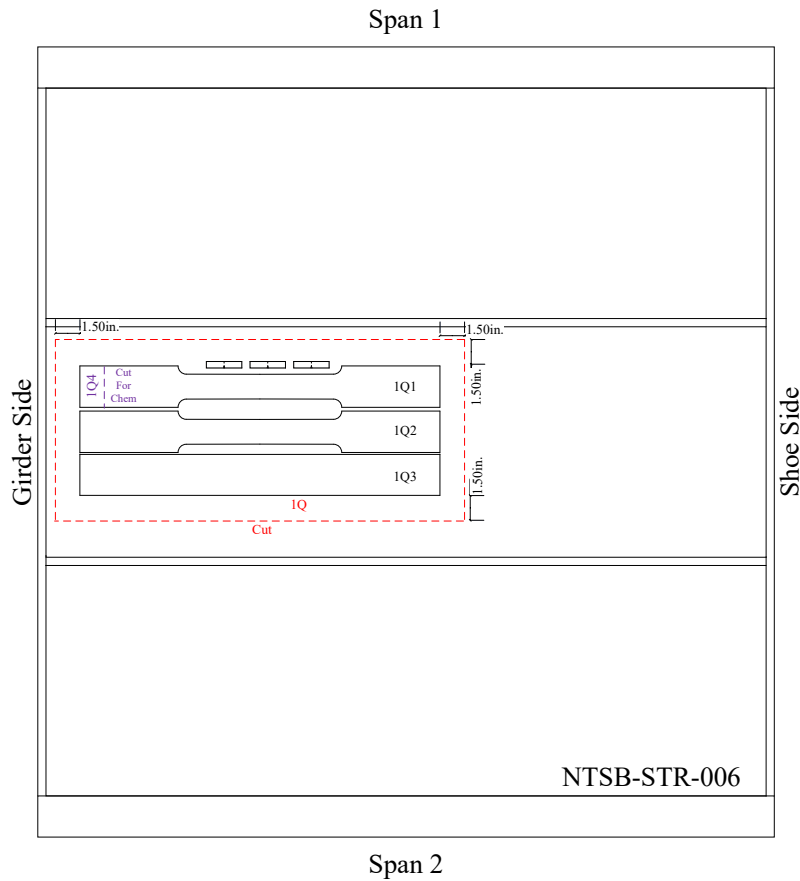 Span 1
Girder Side
Shoe Side
1.50in.
1.50in.
1.50in.
1Q4
Cut
For
Chem
1Q1
1Q2
1Q3
1.50in.
1Q
Cut
NTSB-STR-006
Span 2